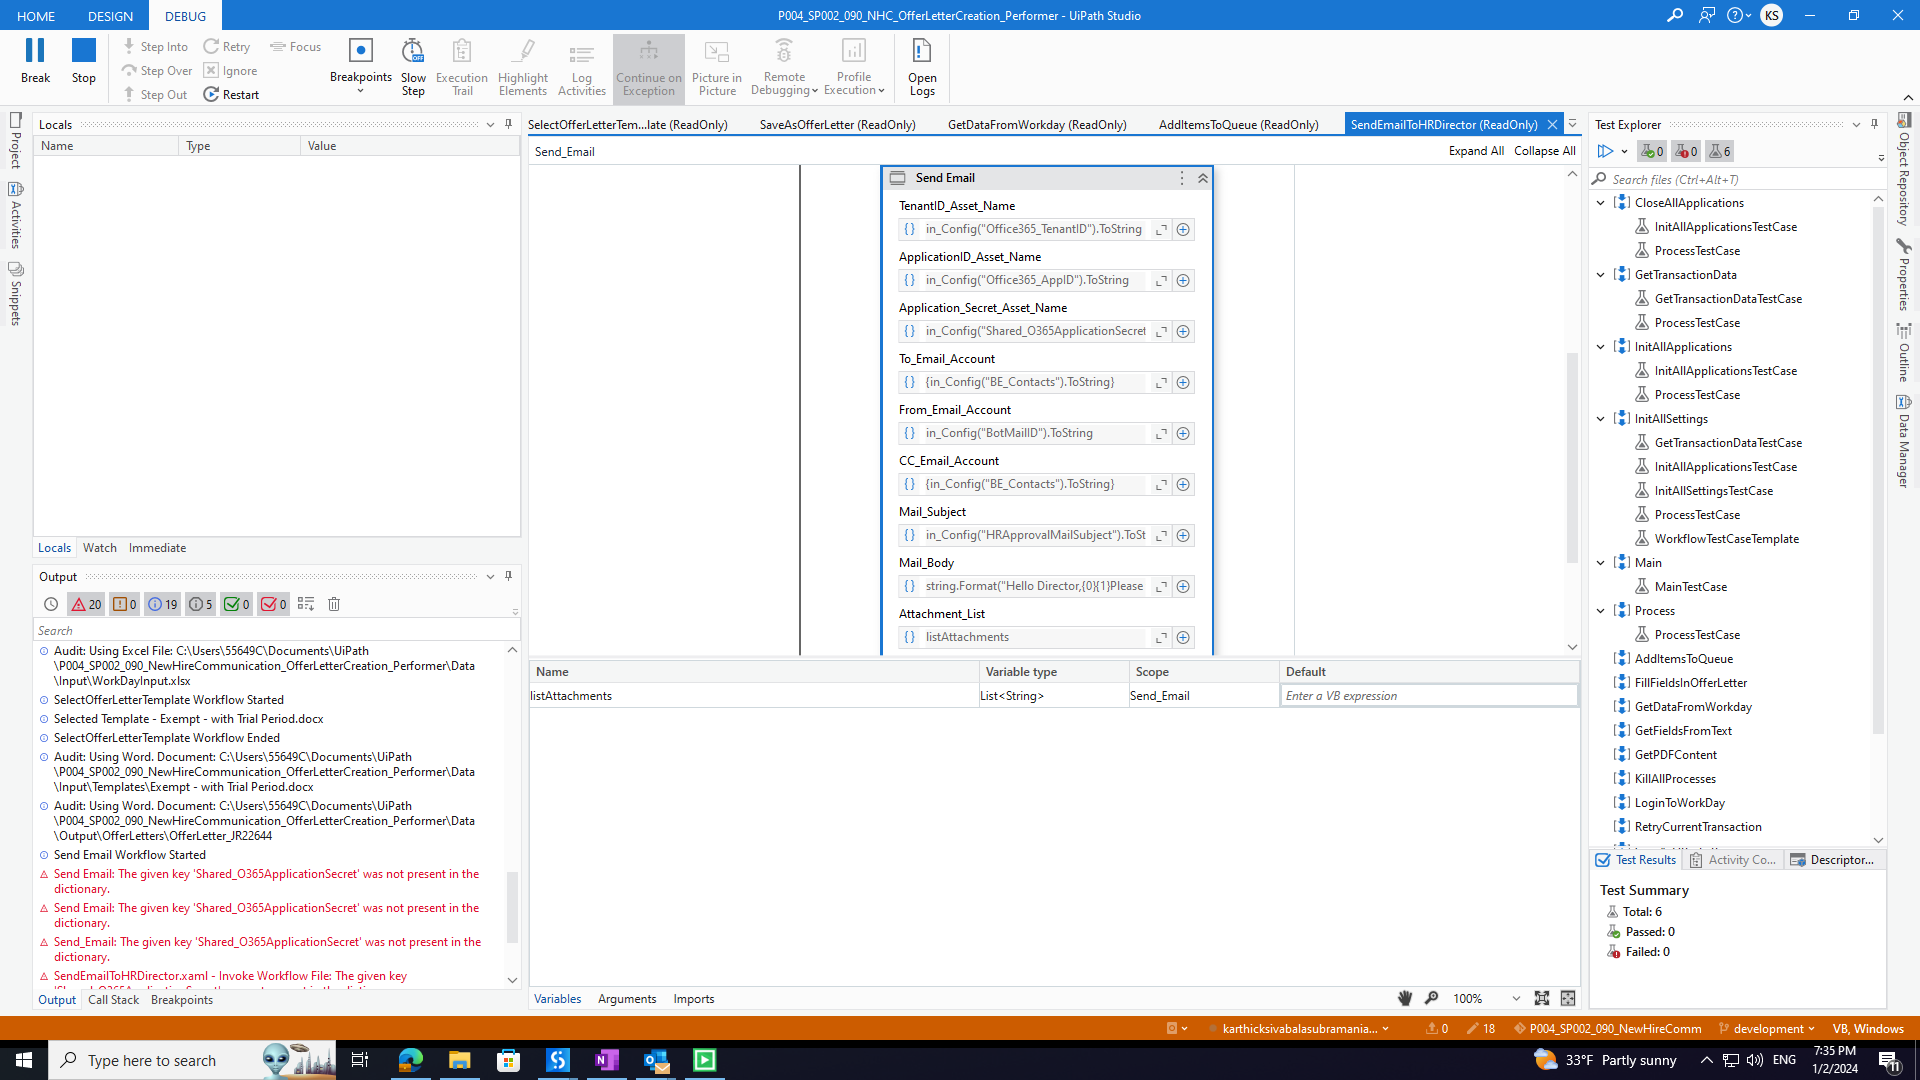 HOME
DESIGN
DEBUG
P004_SP002_090_NHC_OfferLetterCreation_Performer - UiPath Studio
KS
Break
Stop
Step Into
Step Over
Step Out
Retry
Ignore
Restart
Focus
Breakpoints
Slow
Step
Execution
Trail
Highlight
Elements
Log
Activities
Continue on
Exception
Picture in
Picture
Remote
Debugging
Profile
Execution
Open
Logs
Project
Activities
Snippets
Locals
Name
Type
Value
Locals
Watch
Immediate
Output
20
0
19
5
0
0
Search
Audit: Using Excel File: C:\Users\55649C\Documents\UiPath
\P004_SP002_090_NewHireCommunication_OfferLetterCreation_Performer\Data
\Input\WorkDayInput.xlsx
SelectOfferLetterTemplate Workflow Started
Selected Template - Exempt - with Trial Period.docx
SelectOfferLetterTemplate Workflow Ended
Audit: Using Word. Document: C:\Users\55649C\Documents\UiPath
\P004_SP002_090_NewHireCommunication_OfferLetterCreation_Performer\Data
\Input\Templates\Exempt - with Trial Period.docx
Audit: Using Word. Document: C:\Users\55649C\Documents\UiPath
\P004_SP002_090_NewHireCommunication_OfferLetterCreation_Performer\Data
\Output\OfferLetters\OfferLetter_JR22644
Send Email Workflow Started
Send Email: The given key 'Shared_O365ApplicationSecret' was not present in the
dictionary.
Send Email: The given key 'Shared_O365ApplicationSecret' was not present in the
dictionary.
Send_Email: The given key 'Shared_O365ApplicationSecret' was not present in the
dictionary.
SendEmailToHRDirector.xaml - Invoke Workflow File: The given key
Output
Call Stack
Breakpoints
SelectOfferLetterTem...late (ReadOnly)
SaveAsOfferLetter (ReadOnly)
GetDataFromWorkday (ReadOnly)
AddItemsToQueue (ReadOnly)
SendEmailToHRDirector (ReadOnly)
Send_Email
Expand All
Collapse All
Send Email
TenantID_Asset_Name
in_Config("Office365_TenantID").ToString
ApplicationID_Asset_Name
in_Config("Office365_AppID").ToString
Application_Secret_Asset_Name
in_Config("Shared_O365ApplicationSecret
To_Email_Account
{in_Config("BE_Contacts").ToString}
From_Email_Account
in_Config("BotMailID").ToString
CC_Email_Account
{in_Config("BE_Contacts").ToString}
Mail_Subject
in_Config("HRApprovalMailSubject").ToSt
Mail_Body
string.Format("Hello Director,{0}{1}Please
Attachment_List
listAttachments
Name
Variable type
Scope
Default
listAttachments
List<String>
Send_Email
Enter a VB expression
Variables
Arguments
Imports
100%
Test Explorer
0
0
6
Search files (Ctrl+Alt+T)
CloseAllApplications
InitAllApplicationsTestCase
ProcessTestCase
GetTransactionData
GetTransactionDataTestCase
ProcessTestCase
InitAllApplications
InitAllApplicationsTestCase
ProcessTestCase
InitAllSettings
GetTransactionDataTestCase
InitAllApplicationsTestCase
InitAllSettingsTestCase
ProcessTestCase
WorkflowTestCaseTemplate
Main
MainTestCase
Process
ProcessTestCase
AddItemsToQueue
FillFieldsInOfferLetter
GetDataFromWorkday
GetFieldsFromText
GetPDFContent
KillAllProcesses
LoginToWorkDay
RetryCurrentTransaction
Test Results
Activity Co...
Descriptor...
Test Summary
Total: 6
Passed: 0
Failed: 0
Object Repository
Properties
Outline
Data Manager
karthicksivabalasubramania...
0
18
P004_SP002_090_NewHireComm
development
VB, Windows
Type here to search
33°F Partly sunny
ENG
7:35 PM
1/2/2024
11